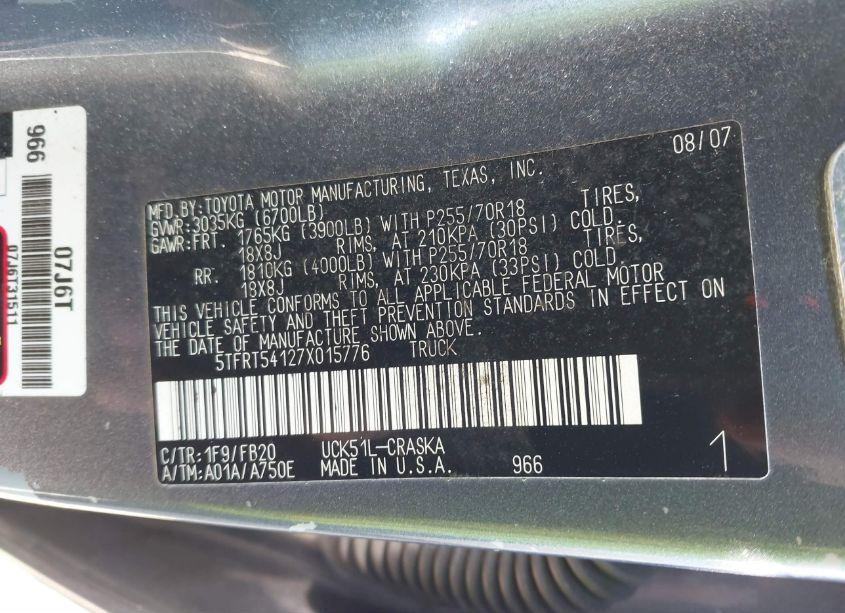 966
07J6T
07J6T31511
08/07
MFD.BY:TOYOTA MOTOR MANUFACTURING, TEXAS, INC.
GVWR:3035KG (6700LB)
GAWR:FRT. 1765KG (3900LB) WITH P255/70R18 TIRES,
18X8J RIMS, AT 210KPA (30PSI) COLD.
RR. 1810KG (4000LB) WITH P255/70R18 TIRES,
18X8J RIMS, AT 230KPA (33PSI) COLD.
THIS VEHICLE CONFORMS TO ALL APPLICABLE FEDERAL MOTOR
VEHICLE SAFETY AND THEFT PREVENTION STANDARDS IN EFFECT ON
THE DATE OF MANUFACTURE SHOWN ABOVE.
5TFRT54127X015776 TRUCK
C/TR:1F9/FB20 UCK51L-CRASKA
A/TM:A01A/A750E MADE IN U.S.A. 966 1